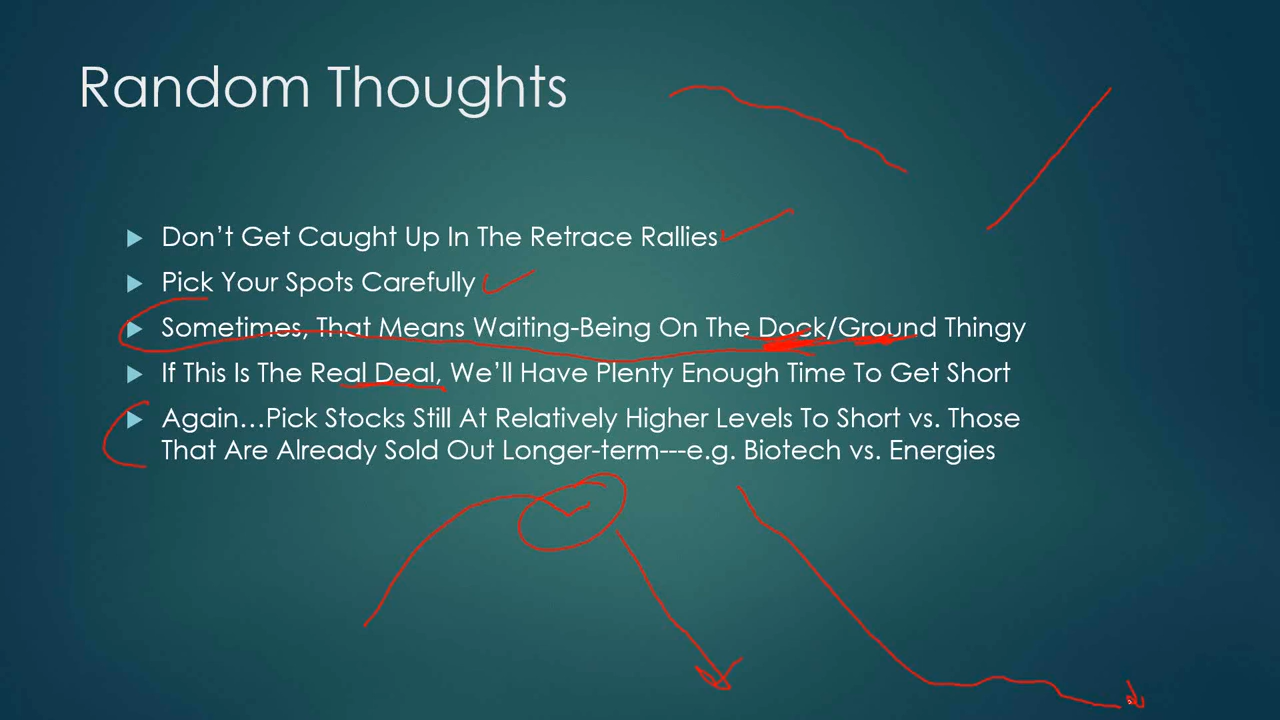 Random Thoughts
Don’t Get Caught Up In The Retrace Rallies
Pick Your Spots Carefully
Sometimes, That Means Waiting-Being On The Dock/Ground Thingy
If This Is The Real Deal, We’ll Have Plenty Enough Time To Get Short
Again…Pick Stocks Still At Relatively Higher Levels To Short vs. Those
That Are Already Sold Out Longer-term---e.g. Biotech vs. Energies